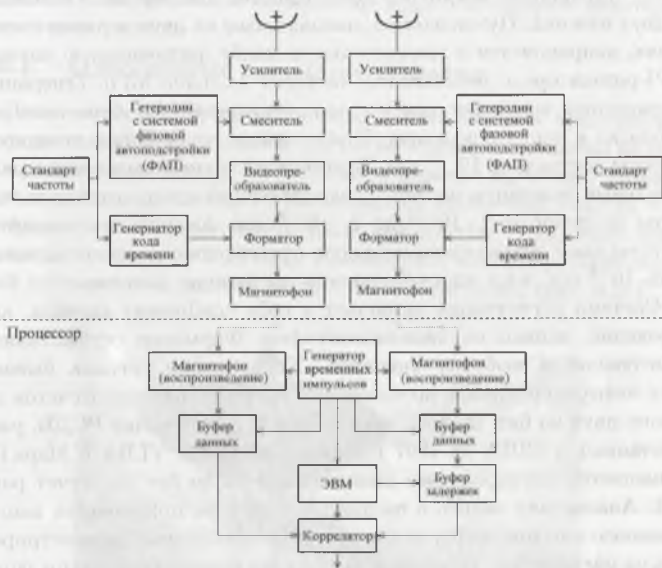 Усилитель
Усилитель
Гетеродин
с системой
фазовой
автоподстройки
(ФАП)
Смеситель
Смеситель
Гетеродин
с системой
фазовой
автоподстройки
(ФАП)
Стандарт
частоты
Видеопре-
образователь
Видеопре-
образователь
Стандарт
частоты
Генернатор
кода
времени
Форматор
Форматор
Генератор
кода
времени
Магнитофон
Магнитофон
Процессор
Магнитофон
(воспроизведение)
Генератор
временных
импульсов
Магнитофон
(воспроизведение)
Буфер
данных
Буфер
данных
ЭВМ
Буфер
задержек
Коррелятор